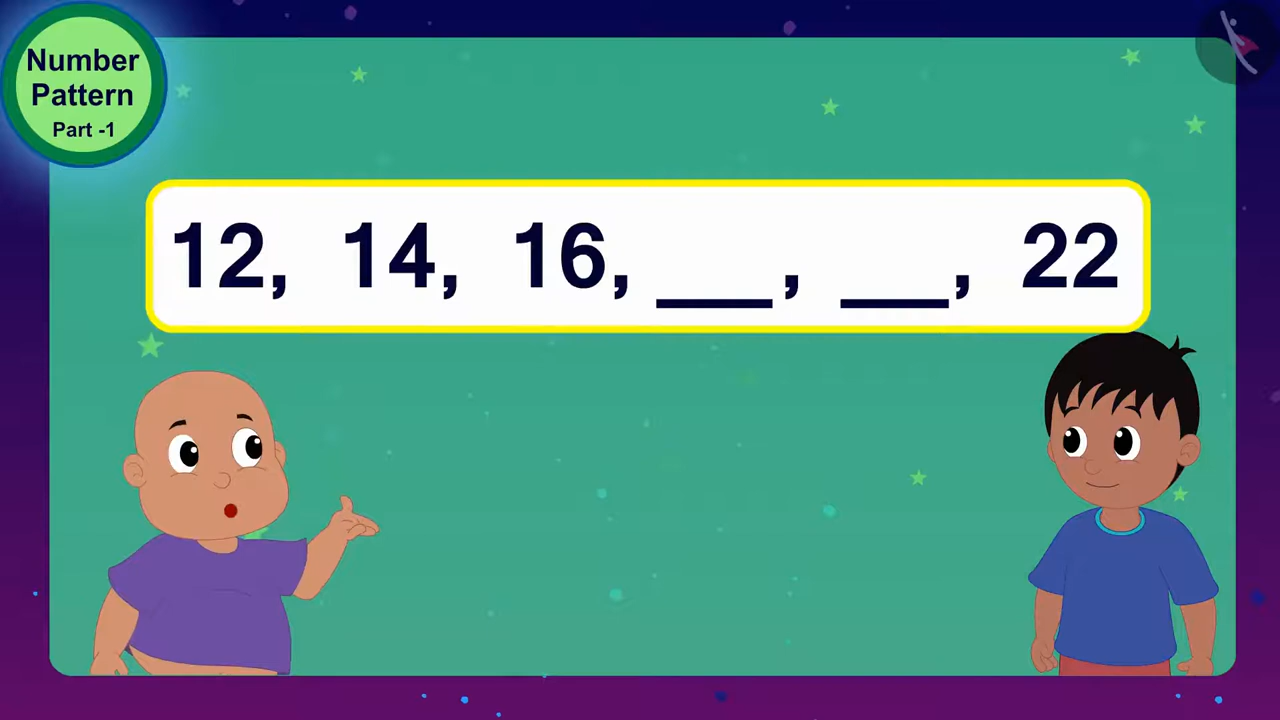 Number
Pattern
Part -1
12, 14, 16, ___, ___, 22